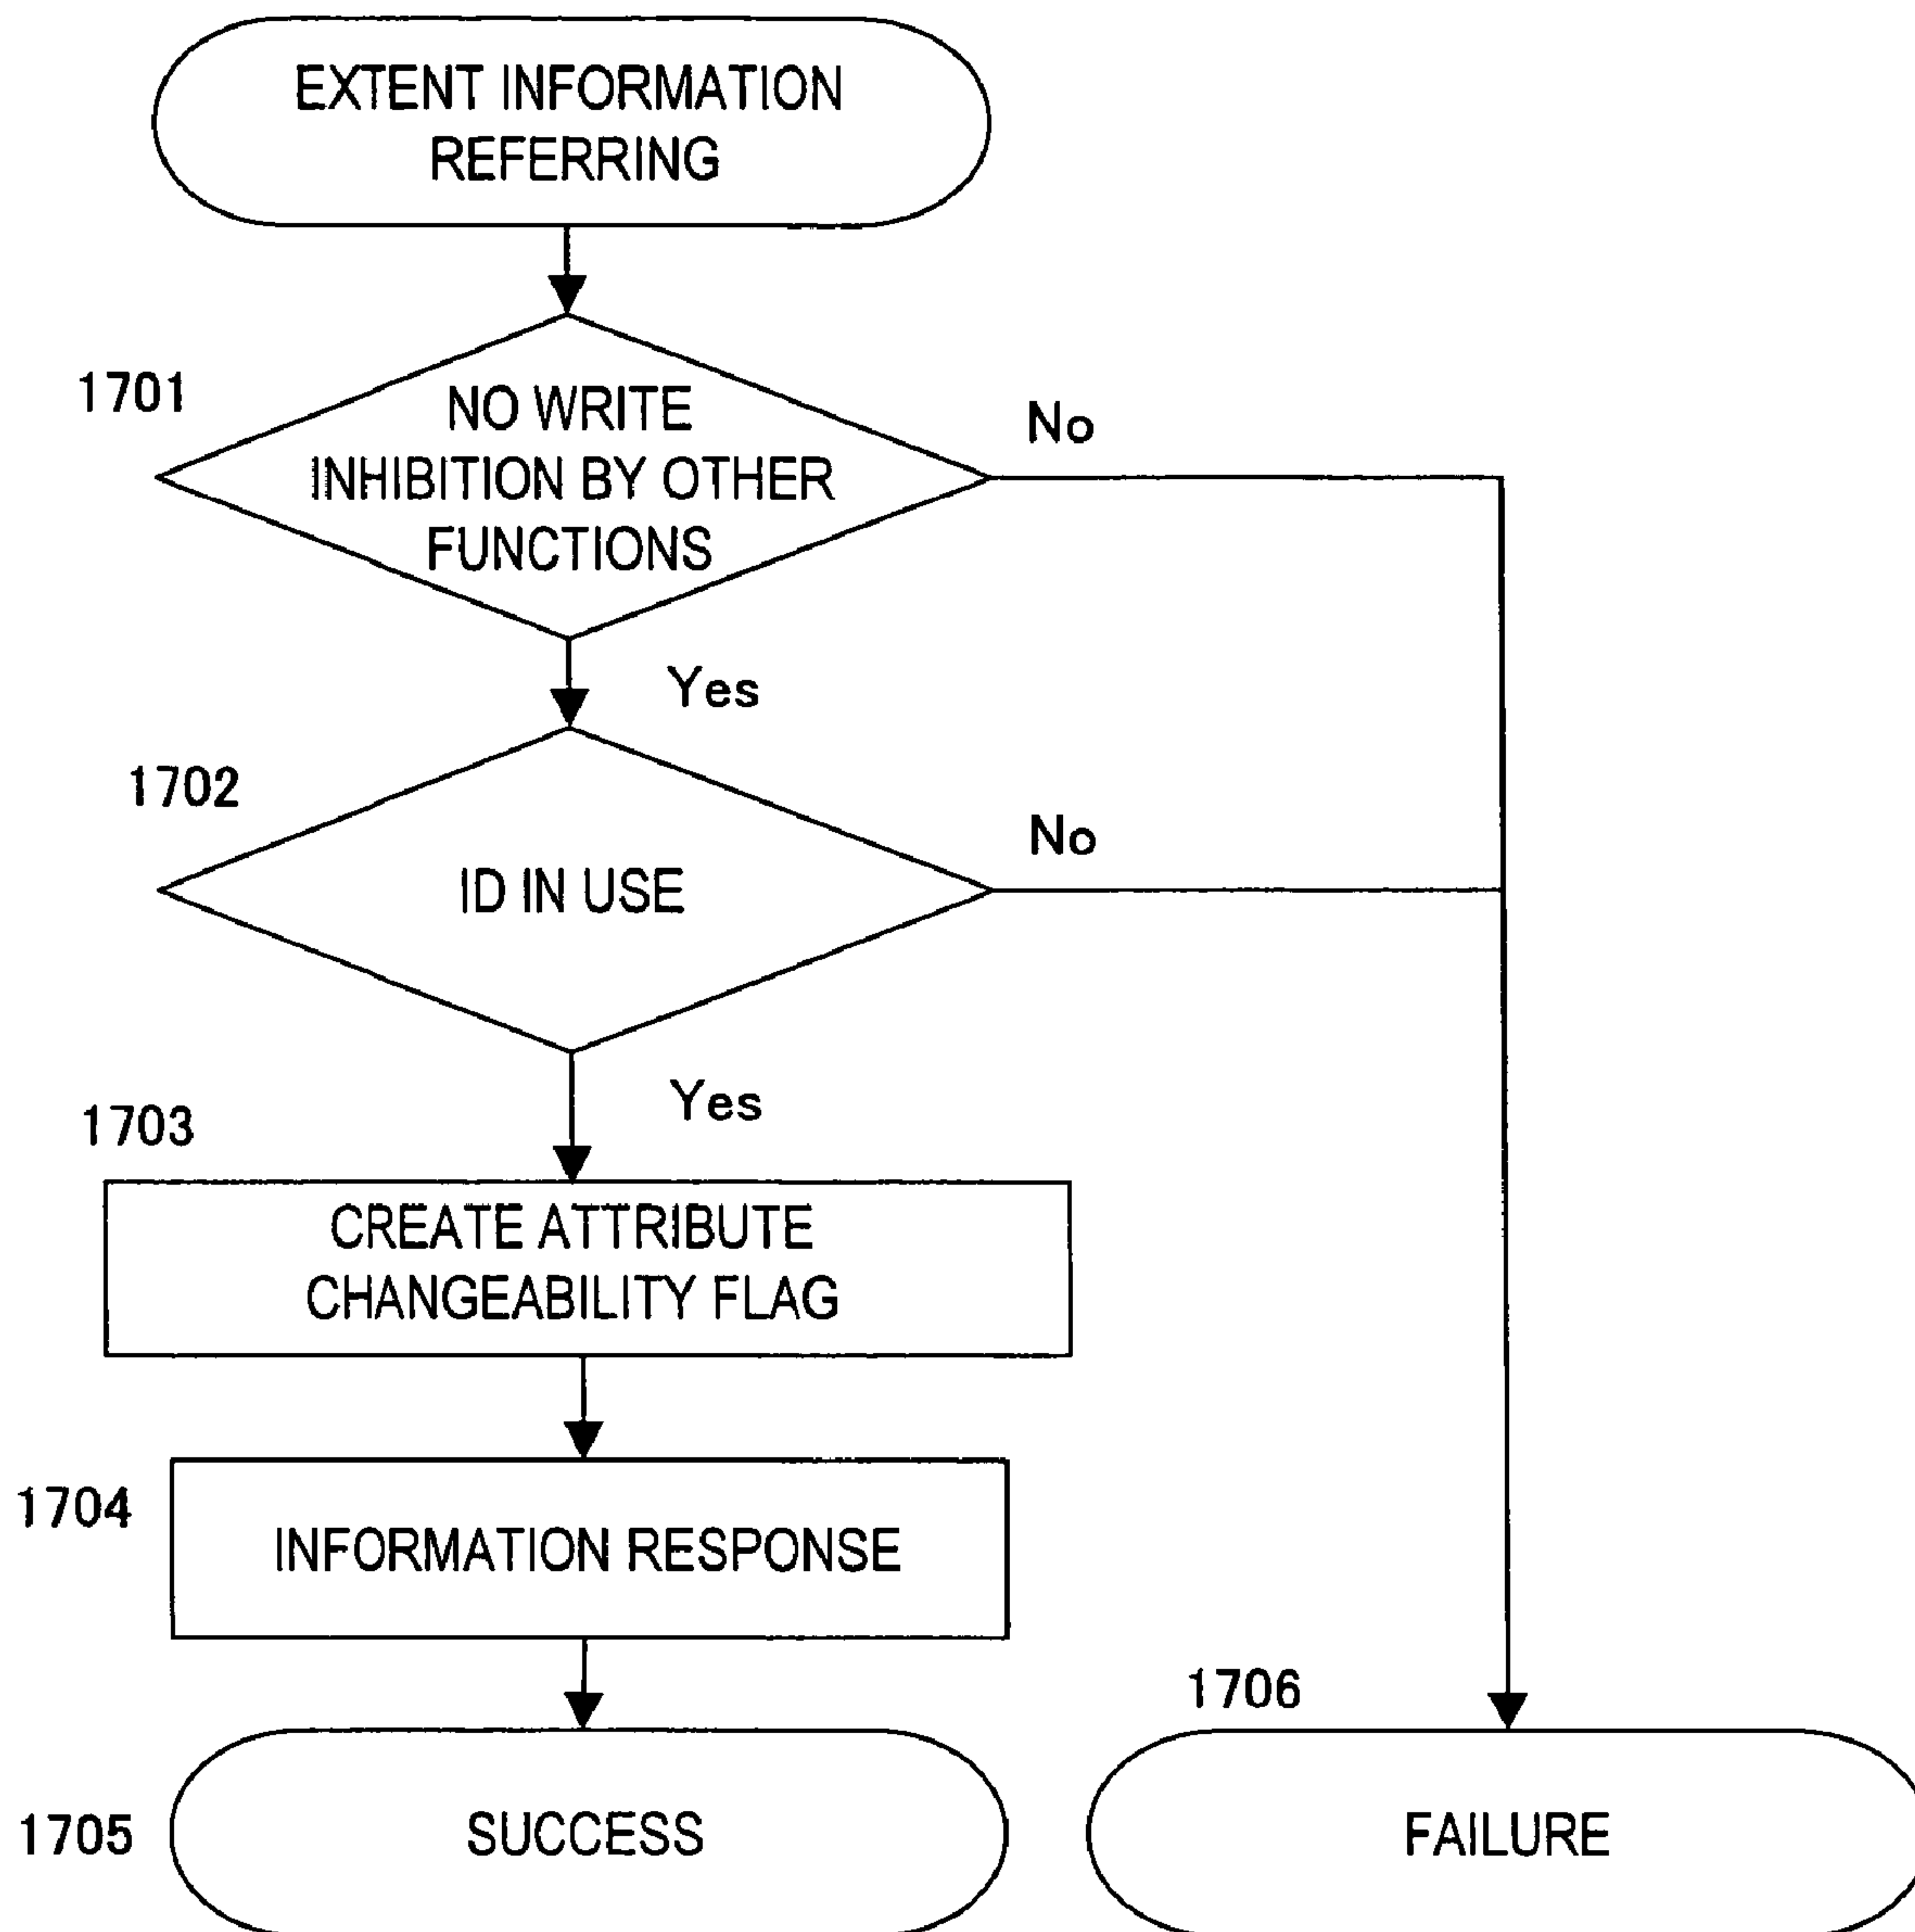 EXTENT INFORMATION
REFERRING
1701
NO WRITE
INHIBITION BY OTHER
FUNCTIONS
No
Yes
1702
ID IN USE
No
Yes
1703
CREATE ATTRIBUTE
CHANGEABILITY FLAG
1704
INFORMATION RESPONSE
1705
SUCCESS
1706
FAILURE